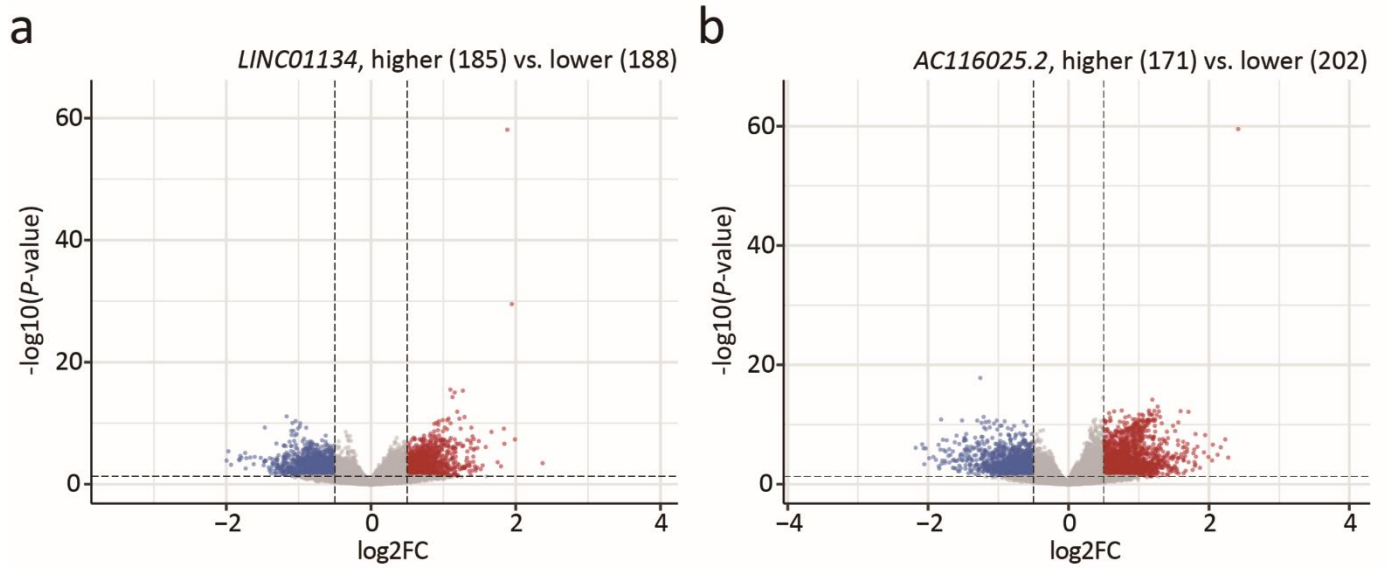 a
LINC01134, higher (185) vs. lower (188)
60
40
20
0
-log10(P-value)
−2
0
2
4
log2FC
b
AC116025.2, higher (171) vs. lower (202)
60
40
20
0
-log10(P-value)
−4
−2
0
2
4
log2FC